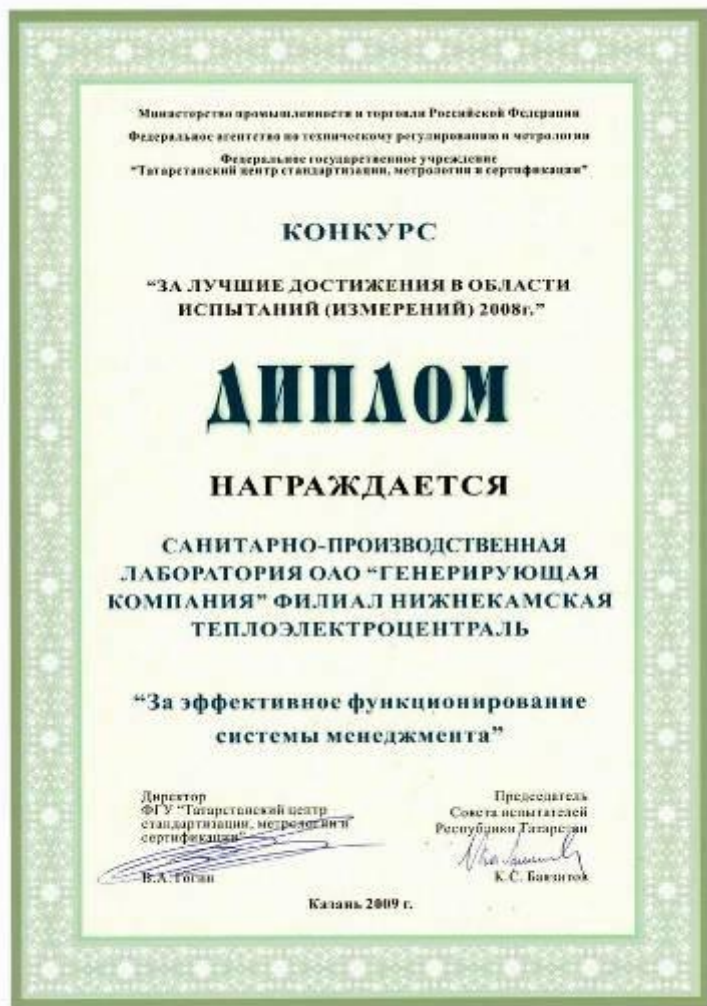 Министерство промышленности и торговли Российской Федерации
Федеральное агентство по техническому регулированию и метрологии
Федеральное государственное учреждение
"Татарстанский центр стандартизации, метрологии и сертификации"
КОНКУРС
“ЗА ЛУЧШИЕ ДОСТИЖЕНИЯ В ОБЛАСТИ
ИСПЫТАНИЙ (ИЗМЕРЕНИЙ) 2008г.”
ДИПЛОМ
НАГРАЖДАЕТСЯ
САНИТАРНО-ПРОИЗВОДСТВЕННАЯ
ЛАБОРАТОРИЯ ОАО “ГЕНЕРИРУЮЩАЯ
КОМПАНИЯ” ФИЛИАЛ НИЖНЕКАМСКАЯ
ТЕПЛОЭЛЕКТРОЦЕНТРАЛЬ
“За эффективное функционирование
системы менеджмента”
Директор
ФГУ “Татарстанский центр
стандартизации, метрологии и
сертификации”
В.А. Гогин
Председатель
Совета испытателей
Республики Татарстан
К.С.
Казань 2009 г.